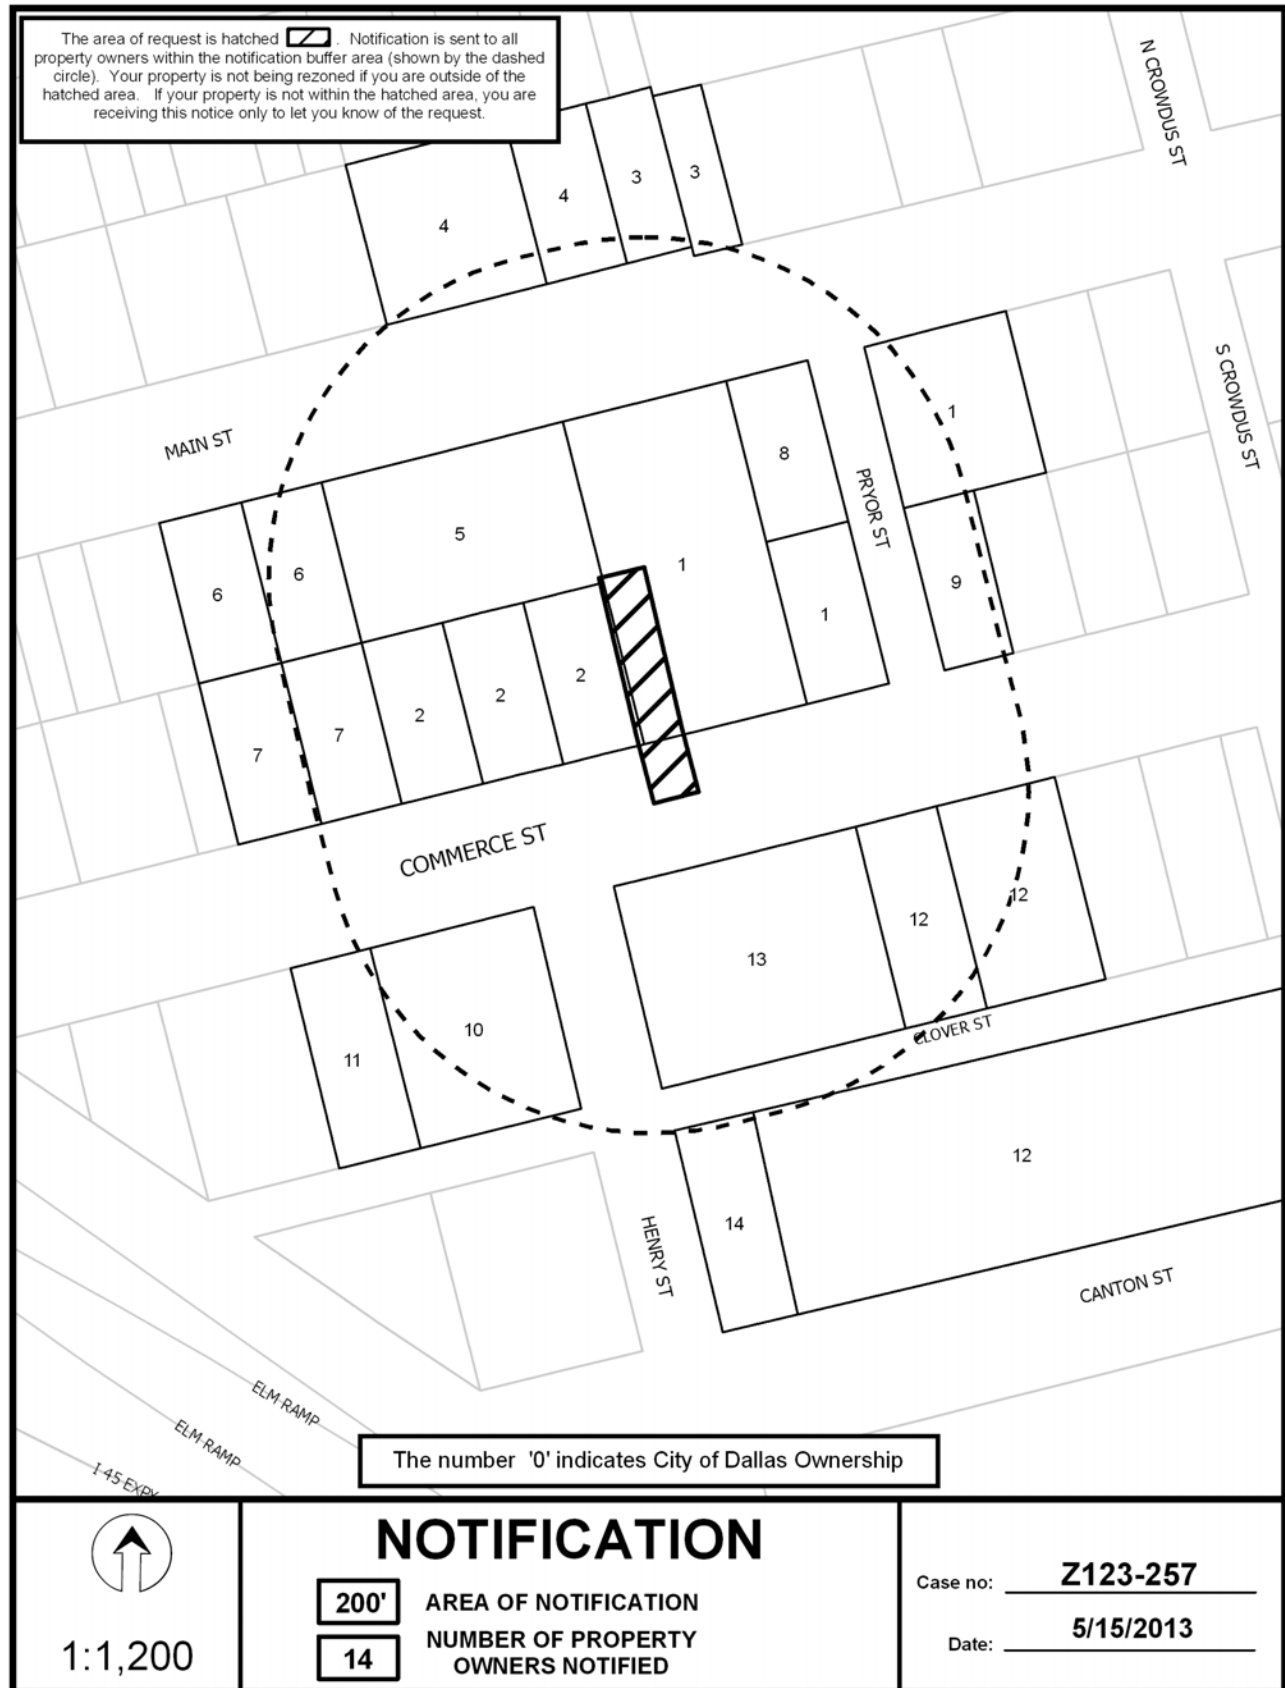 The area of request is hatched . Notification is sent to all
property owners within the notification buffer area (shown by the dashed
circle). Your property is not being rezoned if you are outside of the
hatched area. If your property is not within the hatched area, you are
receiving this notice only to let you know of the request.
N CROWDUS ST
3
3
4
4
S CROWDUS ST
1
MAIN ST
8
PRYOR ST
5
1
6
6
9
1
2
2
2
7
7
COMMERCE ST
12
12
13
10
11
CLOVER ST
12
14
HENRY ST
CANTON ST
ELM RAMP
ELM RAMP
I 45 EXPY
The number '0' indicates City of Dallas Ownership
1:1,200
NOTIFICATION
200' AREA OF NOTIFICATION
14 NUMBER OF PROPERTY
OWNERS NOTIFIED
Case no: Z123-257
Date: 5/15/2013